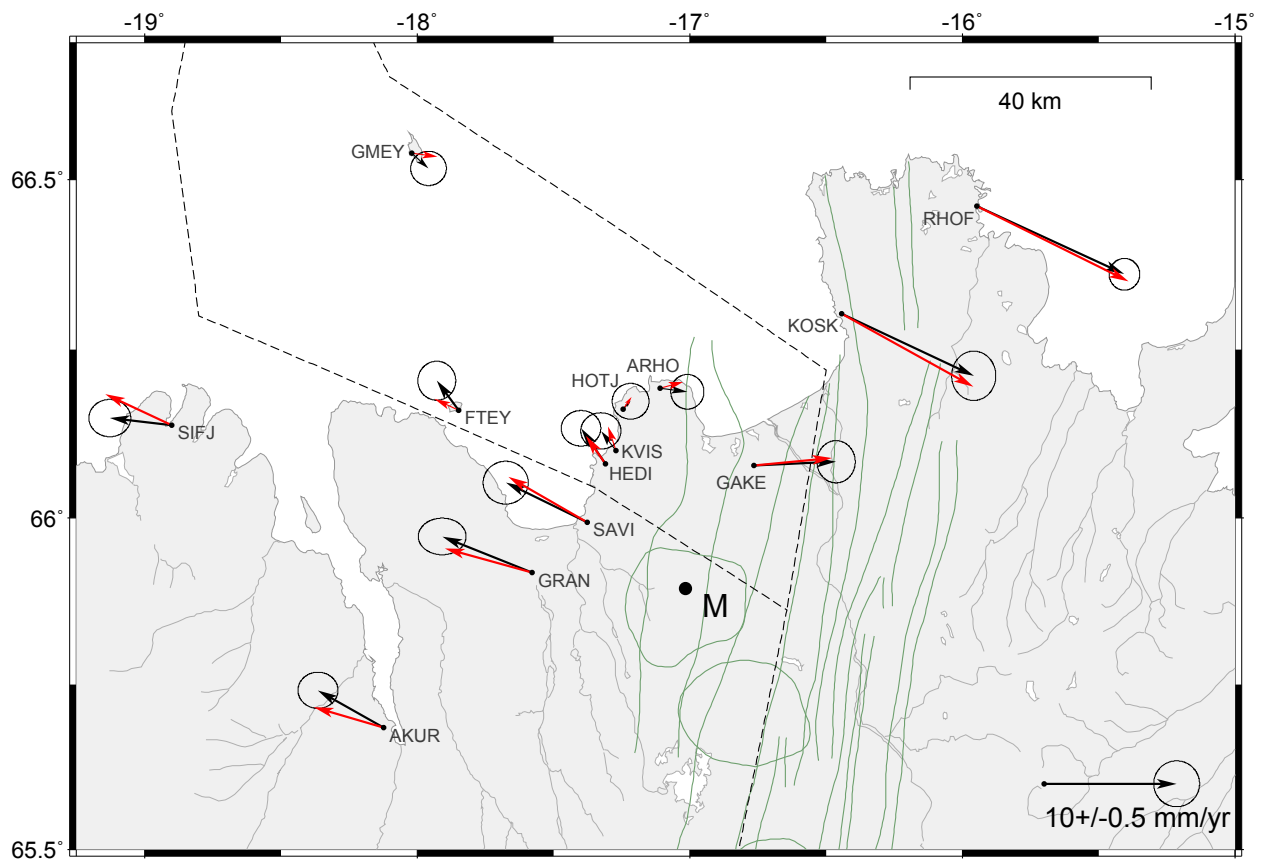 -19° -18° -17° -16° -15°
40 km
GMEY
66.5°
RHOF
KOSK
ARHO
HOTJ
FTEY
SIFJ
KVIS
HEDI
GAKE
66°
SAVI
GRAN
M
AKUR
10+/-0.5 mm/yr
65.5°